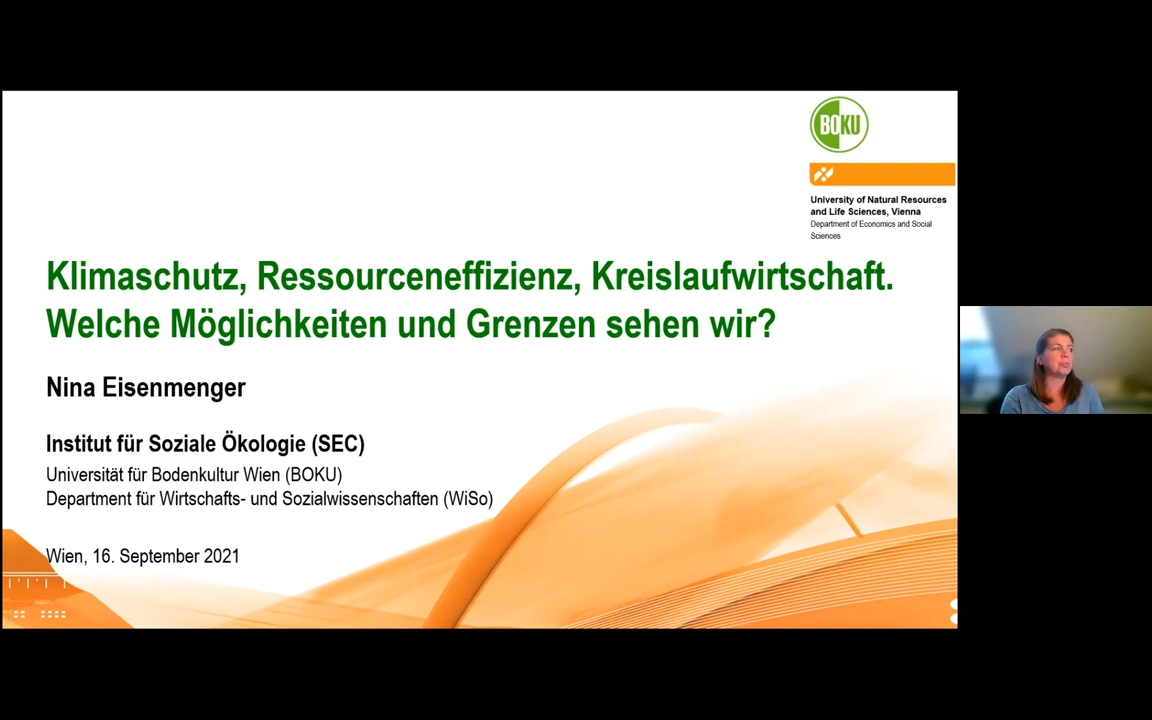 BOKU
University of Natural Resources
and Life Sciences, Vienna
Department of Economics and Social
Sciences
Klimaschutz, Ressourceneffizienz, Kreislaufwirtschaft.
Welche Möglichkeiten und Grenzen sehen wir?
Nina Eisenmenger
Institut für Soziale Ökologie (SEC)
Universität für Bodenkultur Wien (BOKU)
Department für Wirtschafts- und Sozialwissenschaften (WiSo)
Wien, 16. September 2021